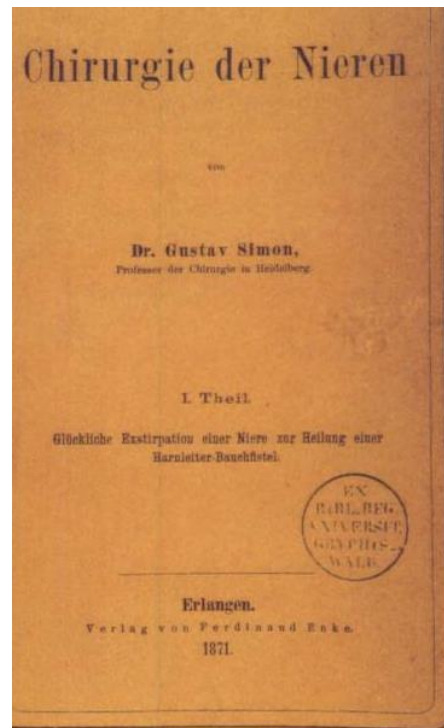 Chirurgie der Nieren
von
Dr. Gustav Simon,
Professor der Chirurgie in Heidelberg.
I. Theil.
Glückliche Exstirpation einer Niere zur Heilung einer
Harnleiter-Bauchfistel.
EX
BIBL. REG.
VNIVERSIT.
GRYPHIS-
WALD.
Erlangen.
Verlag von Ferdinand Enke.
1871.